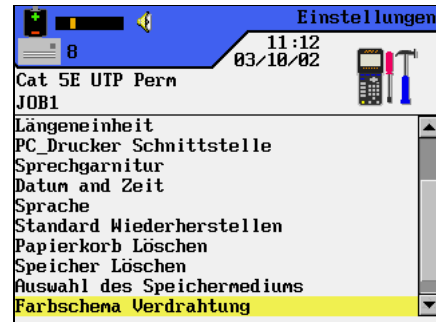 Einstellungen
8
11:12
03/10/02
Cat 5E UTP Perm
JOB1
Längeneinheit
PC_Drucker Schnittstelle
Sprechgarnitur
Datum and Zeit
Sprache
Standard Wiederherstellen
Papierkorb Löschen
Speicher Löschen
Auswahl des Speichermediums
Farbschema Verdrahtung